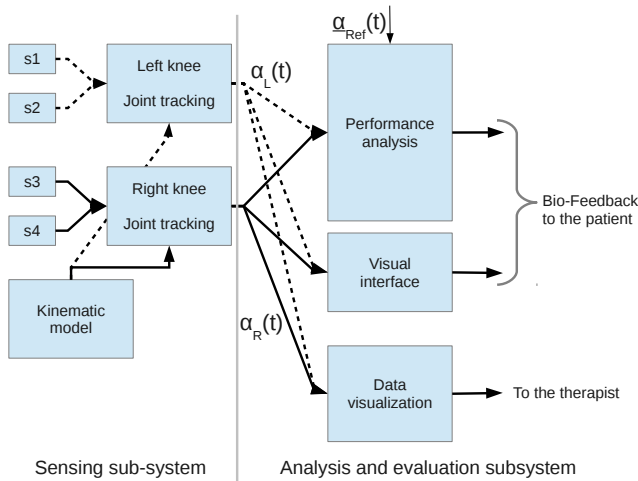 s1
s2
Left knee
Joint tracking
s3
s4
Right knee
Joint tracking
Kinematic
model
α_L(t)
α_R(t)
α_Ref(t)
Performance
analysis
Visual
interface
Data
visualization
Bio-Feedback
to the patient
To the therapist
Sensing sub-system
Analysis and evaluation subsystem